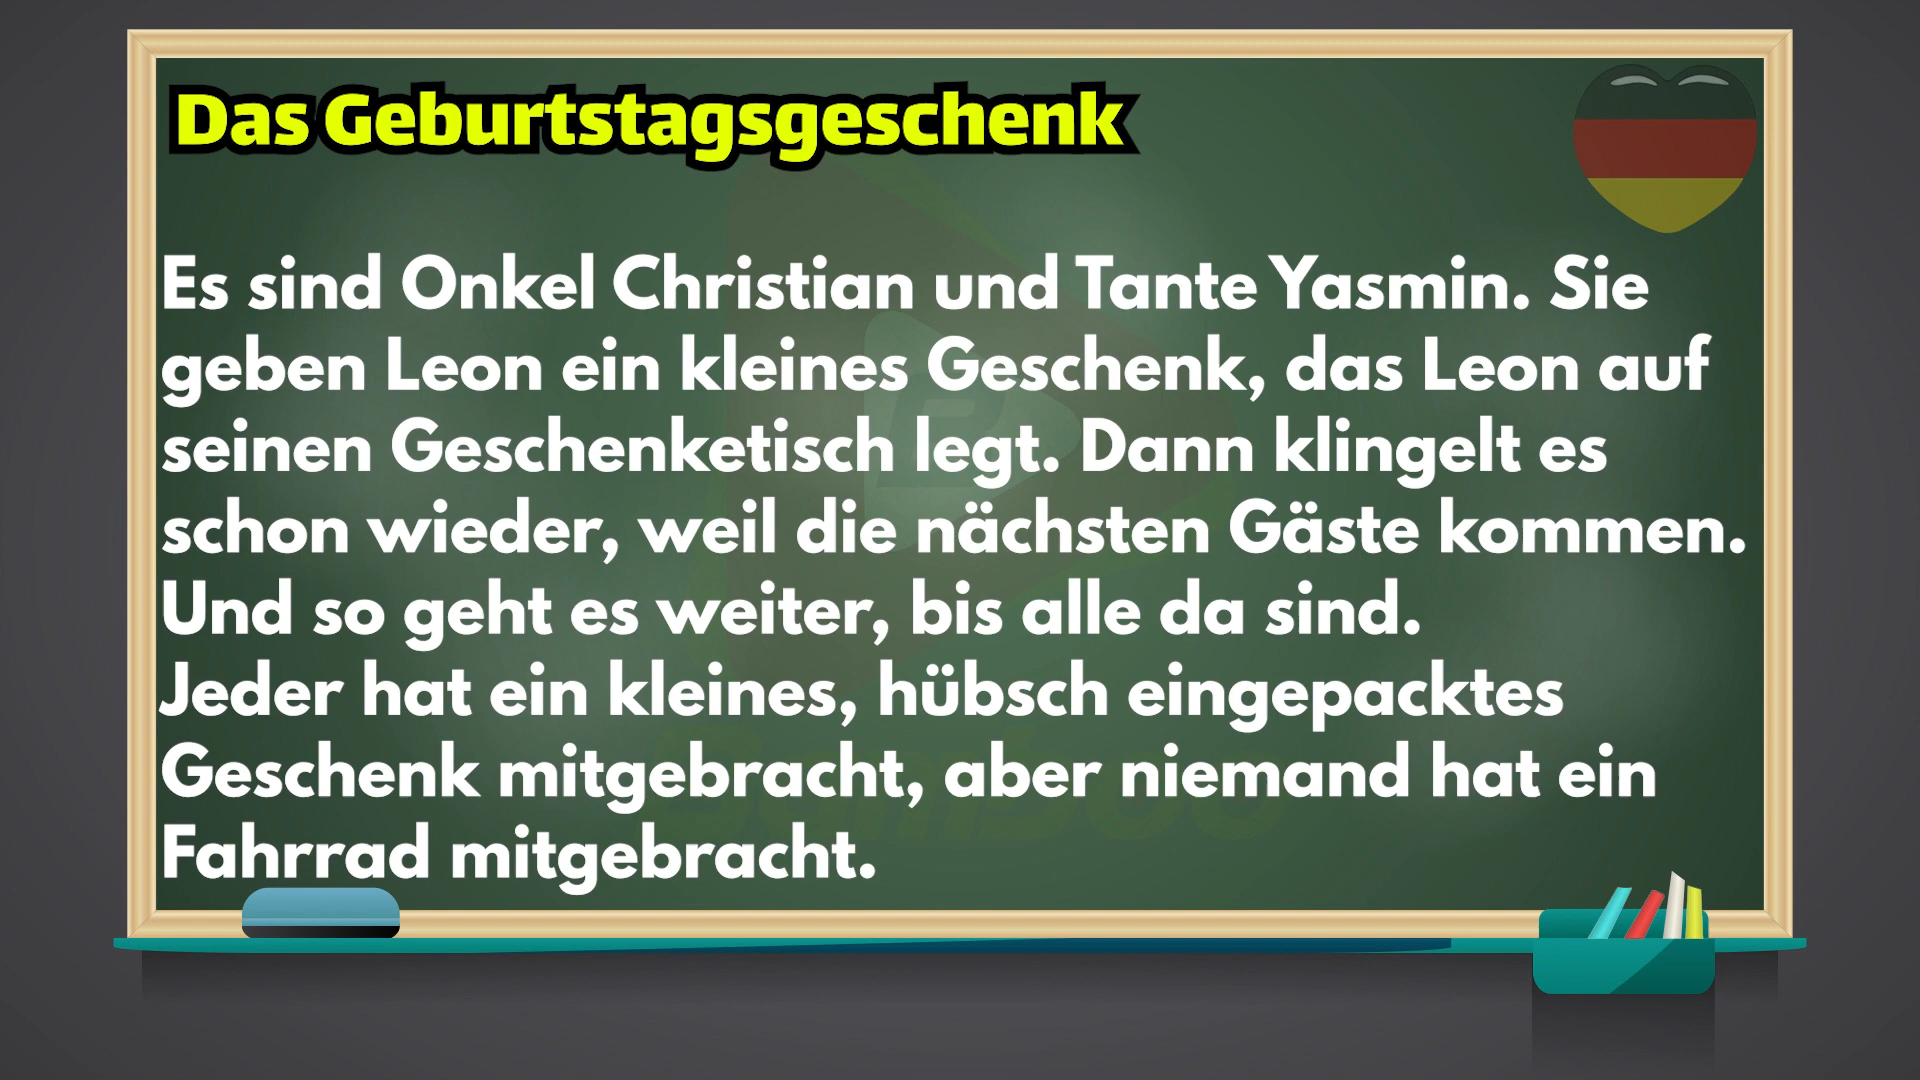 Das Geburtstagsgeschenk
Es sind Onkel Christian und Tante Yasmin. Sie
geben Leon ein kleines Geschenk, das Leon auf
seinen Geschenketisch legt. Dann klingelt es
schon wieder, weil die nächsten Gäste kommen.
Und so geht es weiter, bis alle da sind.
Jeder hat ein kleines, hübsch eingepacktes
Geschenk mitgebracht, aber niemand hat ein
Fahrrad mitgebracht.